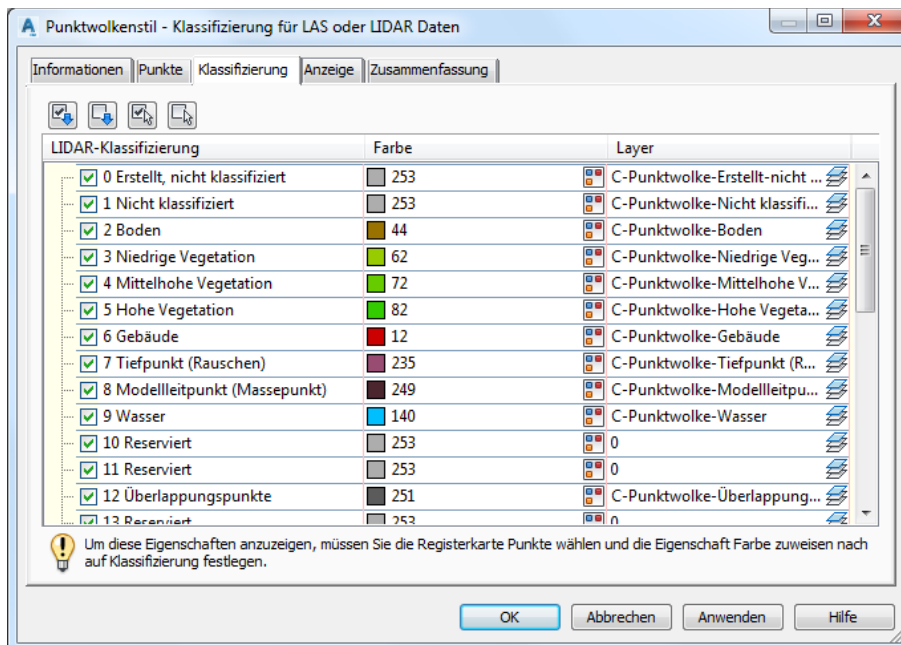 Punktwolkenstil - Klassifizierung für LAS oder LIDAR Daten
Informationen Punkte Klassifizierung Anzeige Zusammenfassung
LIDAR-Klassifizierung Farbe Layer
0 Erstellt, nicht klassifiziert 253 C-Punktwolke-Erstellt-nicht ...
1 Nicht klassifiziert 253 C-Punktwolke-Nicht klassifi...
2 Boden 44 C-Punktwolke-Boden
3 Niedrige Vegetation 62 C-Punktwolke-Niedrige Veg...
4 Mittelhohe Vegetation 72 C-Punktwolke-Mittelhohe V...
5 Hohe Vegetation 82 C-Punktwolke-Hohe Vegeta...
6 Gebäude 12 C-Punktwolke-Gebäude
7 Tiefpunkt (Rauschen) 235 C-Punktwolke-Tiefpunkt (R...
8 Modellleitpunkt (Massepunkt) 249 C-Punktwolke-Modellleitpu...
9 Wasser 140 C-Punktwolke-Wasser
10 Reserviert 253 0
11 Reserviert 253 0
12 Überlappungspunkte 251 C-Punktwolke-Überlappung...
13 Reserviert 253 0
Um diese Eigenschaften anzuzeigen, müssen Sie die Registerkarte Punkte wählen und die Eigenschaft Farbe zuweisen nach
auf Klassifizierung festlegen.
OK Abbrechen Anwenden Hilfe